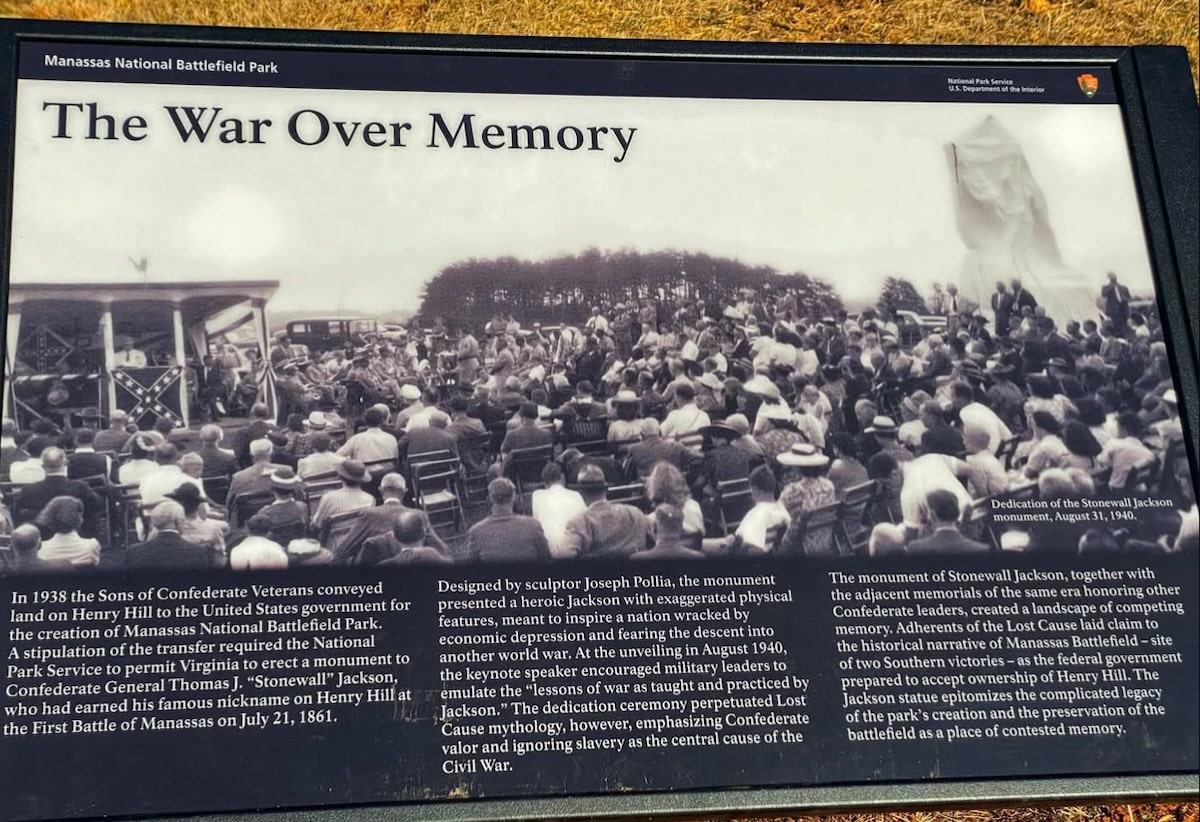 Manassas National Battlefield Park
National Park Service
U.S. Department of the Interior
The War Over Memory
Dedication of the Stonewall Jackson
monument, August 31, 1940.
In 1938 the Sons of Confederate Veterans conveyed
land on Henry Hill to the United States government for
the creation of Manassas National Battlefield Park.
A stipulation of the transfer required the National
Park Service to permit Virginia to erect a monument to
Confederate General Thomas J. “Stonewall” Jackson,
who had earned his famous nickname on Henry Hill at
the First Battle of Manassas on July 21, 1861.
Designed by sculptor Joseph Pollia, the monument
presented a heroic Jackson with exaggerated physical
features, meant to inspire a nation wracked by
economic depression and fearing the descent into
another world war. At the unveiling in August 1940,
the keynote speaker encouraged military leaders to
emulate the “lessons of war as taught and practiced by
Jackson.” The dedication ceremony perpetuated Lost
Cause mythology, however, emphasizing Confederate
valor and ignoring slavery as the central cause of the
Civil War.
The monument of Stonewall Jackson, together with
the adjacent memorials of the same era honoring other
Confederate leaders, created a landscape of competing
memory. Adherents of the Lost Cause laid claim to
the historical narrative of Manassas Battlefield – site
of two Southern victories – as the federal government
prepared to accept ownership of Henry Hill. The
Jackson statue epitomizes the complicated legacy
of the park’s creation and the preservation of the
battlefield as a place of contested memory.